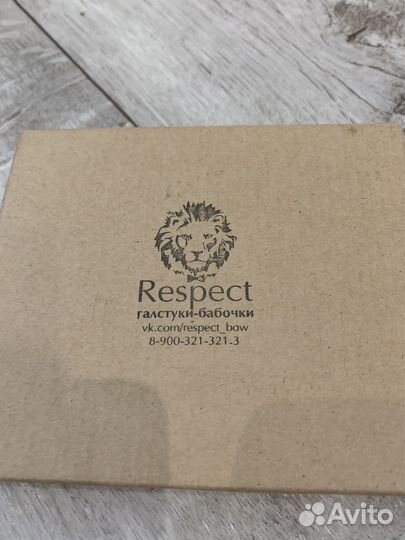 Respect
галстуки-бабочки
vk.com/respect_bow
8-900-321-321.3
Avito